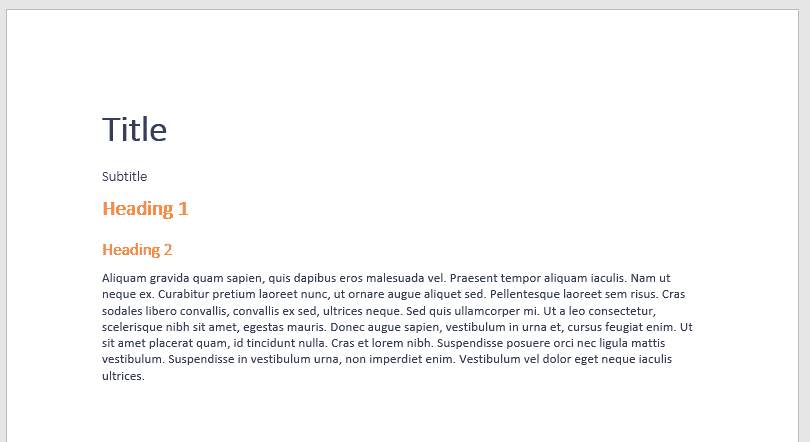 Title
Subtitle
Heading 1
Heading 2
Aliquam gravida quam sapien, quis dapibus eros malesuada vel. Praesent tempor aliquam iaculis. Nam ut
neque ex. Curabitur pretium laoreet nunc, ut ornare augue aliquet sed. Pellentesque laoreet sem risus. Cras
sodales libero convallis, convallis ex sed, ultrices neque. Sed quis ullamcorper mi. Ut a leo consectetur,
scelerisque nibh sit amet, egestas mauris. Donec augue sapien, vestibulum in urna et, cursus feugiat enim. Ut
sit amet placerat quam, id tincidunt nulla. Cras et lorem nibh. Suspendisse posuere orci nec ligula mattis
vestibulum. Suspendisse in vestibulum urna, non imperdiet enim. Vestibulum vel dolor eget neque iaculis
ultrices.